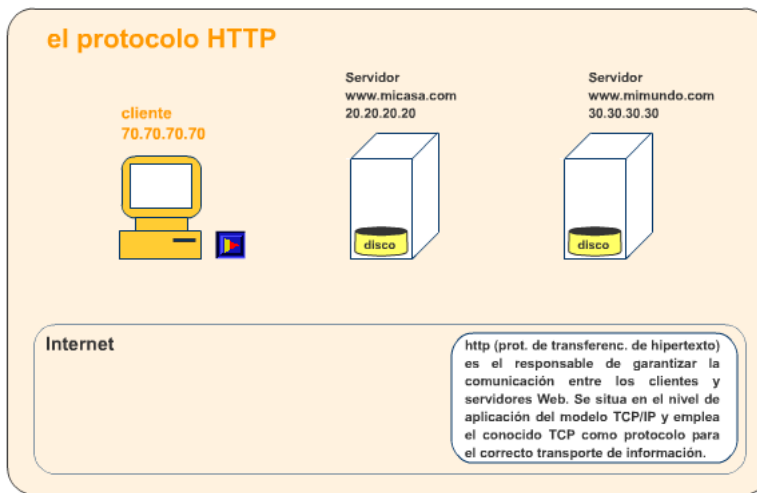 el protocolo HTTP
Servidor
www.micasa.com
20.20.20.20
Servidor
www.mimundo.com
30.30.30.30
cliente
70.70.70.70
disco
disco
Internet
http (prot. de transferenc. de hipertexto)
es el responsable de garantizar la
comunicación entre los clientes y
servidores Web. Se situa en el nivel de
aplicación del modelo TCP/IP y emplea
el conocido TCP como protocolo para
el correcto transporte de información.